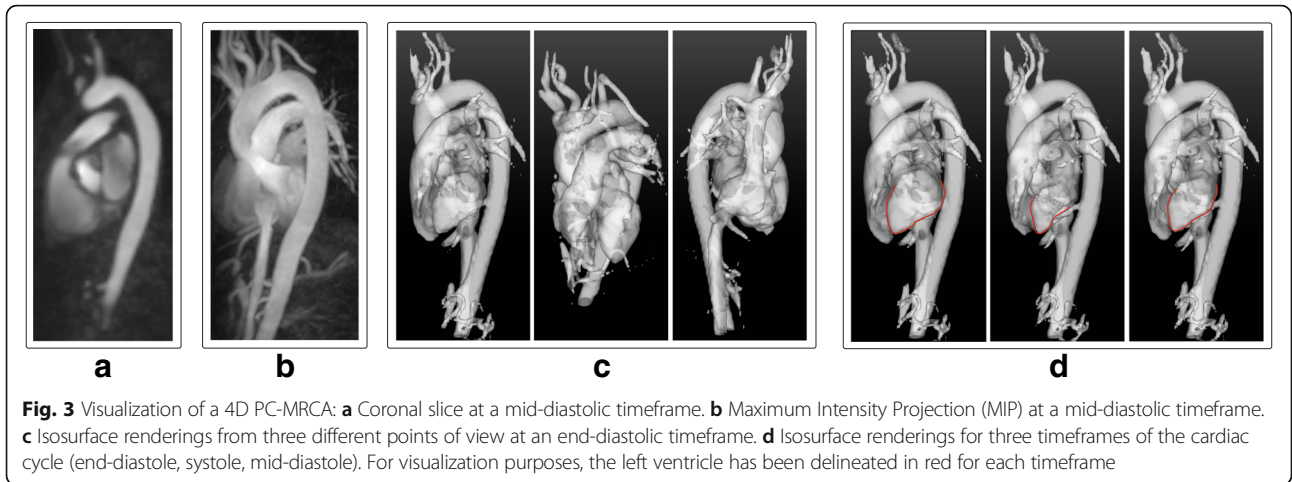 a
b
c
d
Fig. 3 Visualization of a 4D PC-MRCA: a Coronal slice at a mid-diastolic timeframe. b Maximum Intensity Projection (MIP) at a mid-diastolic timeframe.
c Isosurface renderings from three different points of view at an end-diastolic timeframe. d Isosurface renderings for three timeframes of the cardiac
cycle (end-diastole, systole, mid-diastole). For visualization purposes, the left ventricle has been delineated in red for each timeframe